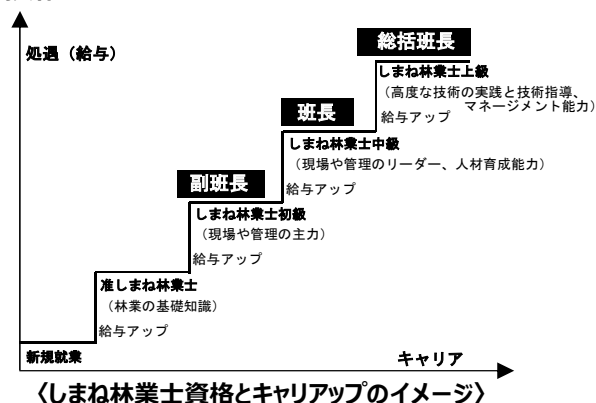 処遇（給与）
総括班長
しまね林業士上級
（高度な技術の実践と技術指導、
マネージメント能力）
給与アップ
班長
しまね林業士中級
（現場や管理のリーダー、人材育成能力）
給与アップ
副班長
しまね林業士初級
（現場や管理の主力）
給与アップ
准しまね林業士
（林業の基礎知識）
給与アップ
新規就業
キャリア
〈しまね林業士資格とキャリアップのイメージ〉